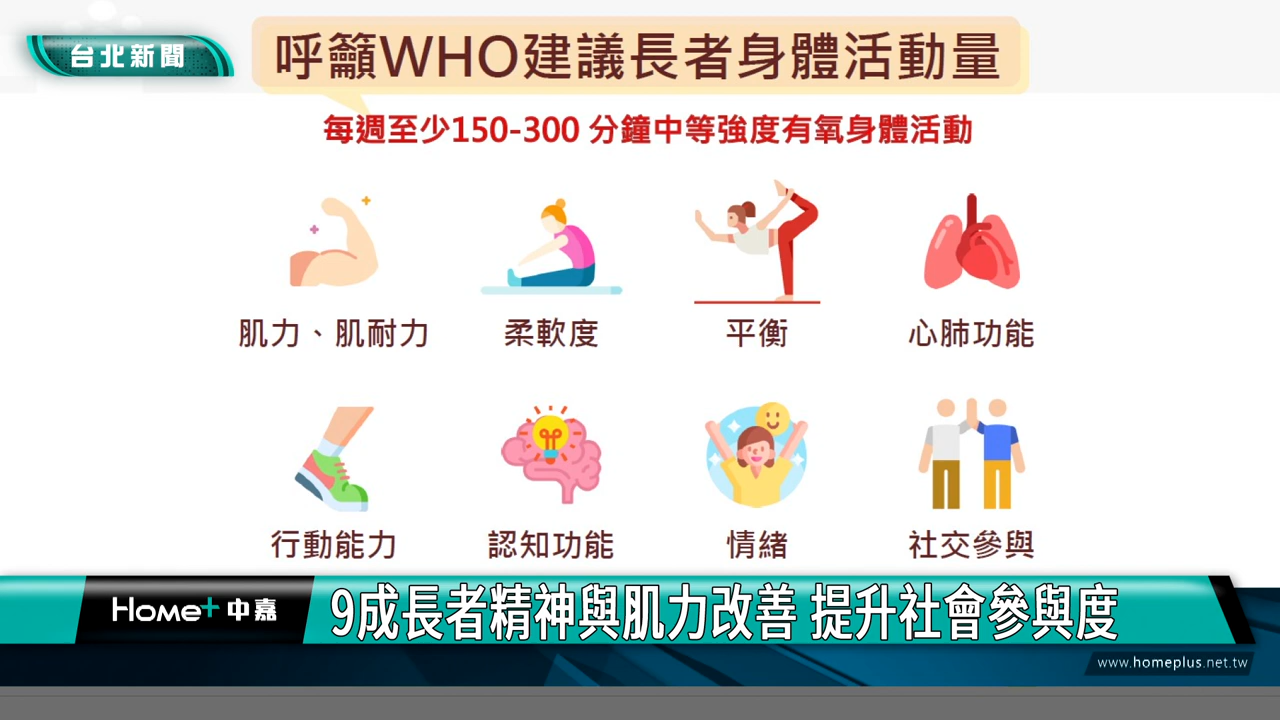 台北新聞
呼籲WHO建議長者身體活動量
每週至少150-300 分鐘中等強度有氧身體活動
肌力、肌耐力
柔軟度
平衡
心肺功能
行動能力
認知功能
情緒
社交參與
Home+中嘉
9成長者精神與肌力改善 提升社會參與度
www.homeplus.net.tw